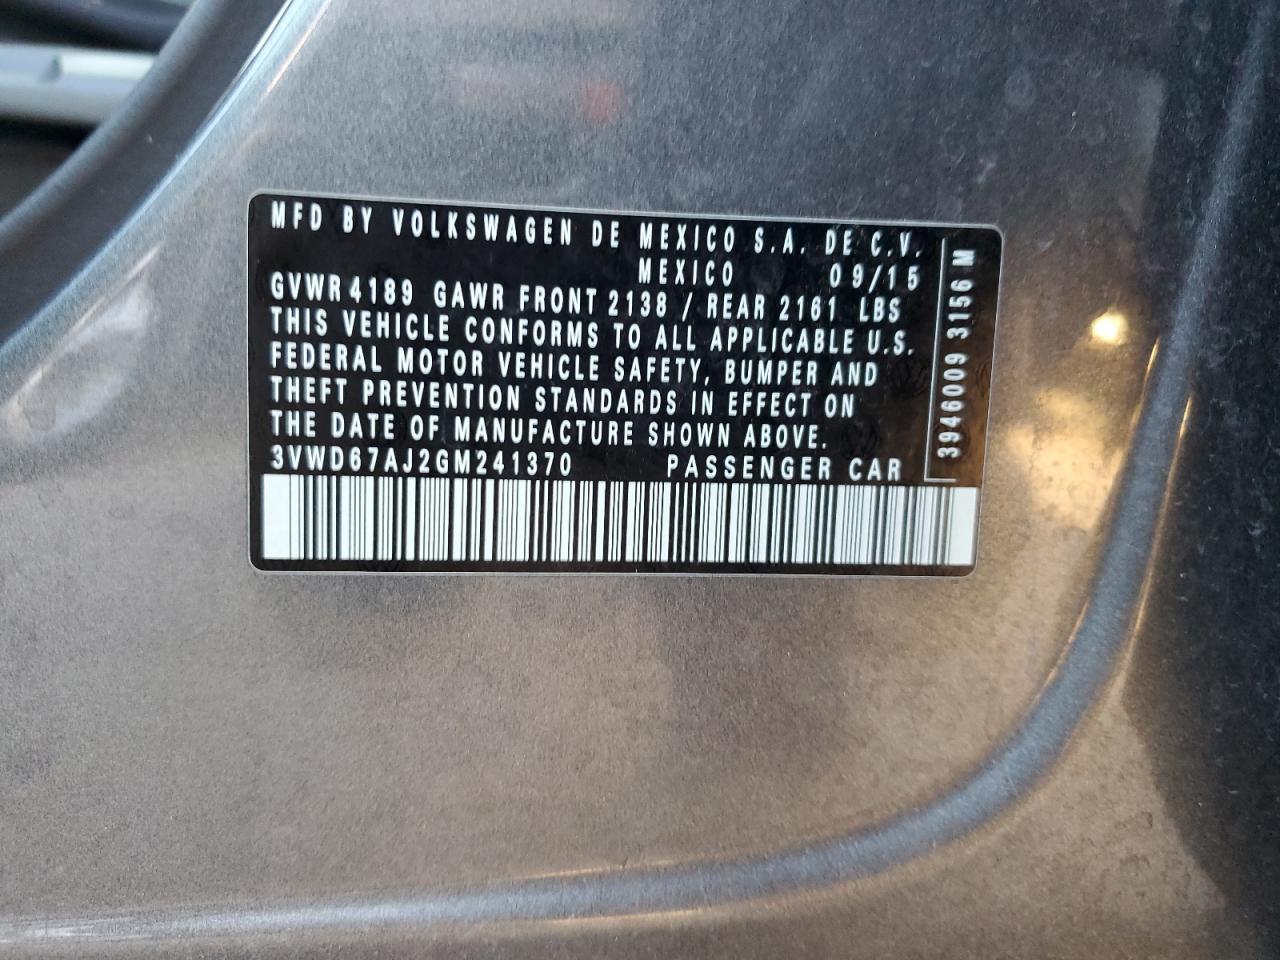 MFD BY VOLKSWAGEN DE MEXICO S.A. DE C.V.
MEXICO 09/15
GVWR 4189 GAWR FRONT 2138 / REAR 2161 LBS
THIS VEHICLE CONFORMS TO ALL APPLICABLE U.S.
FEDERAL MOTOR VEHICLE SAFETY, BUMPER AND
THEFT PREVENTION STANDARDS IN EFFECT ON
THE DATE OF MANUFACTURE SHOWN ABOVE.
3VWD67AJ2GM241370 PASSENGER CAR
3946009 3156 M